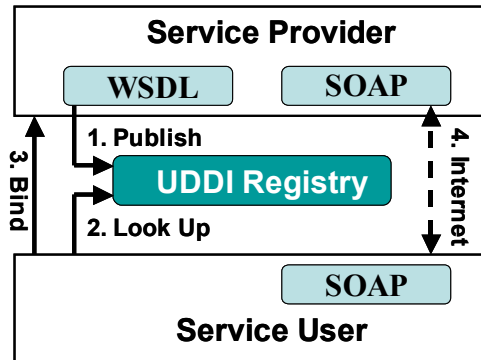 Service Provider
WSDL
SOAP
1. Publish
3. Bind
UDDI Registry
4. Internet
2. Look Up
SOAP
Service User